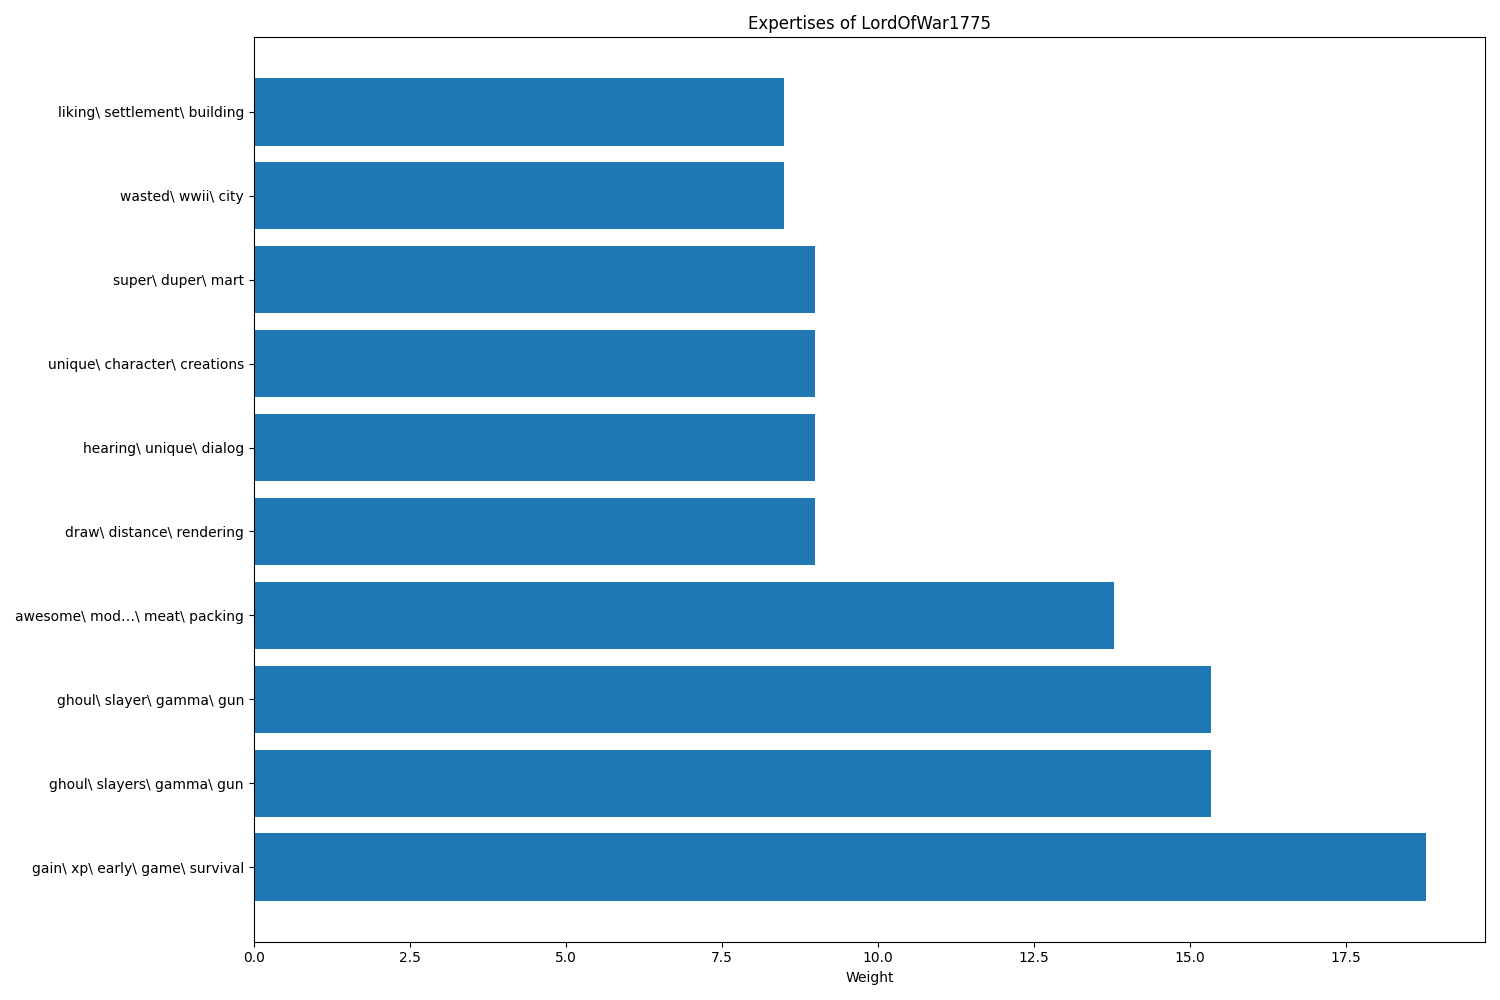 Expertises of LordOfWar1775
liking\ settlement\ building
wasted\ wwii\ city
super\ duper\ mart
unique\ character\ creations
hearing\ unique\ dialog
draw\ distance\ rendering
awesome\ mod...\ meat\ packing
ghoul\ slayer\ gamma\ gun
ghoul\ slayers\ gamma\ gun
gain\ xp\ early\ game\ survival
0.0 2.5 5.0 7.5 10.0 12.5 15.0 17.5
Weight